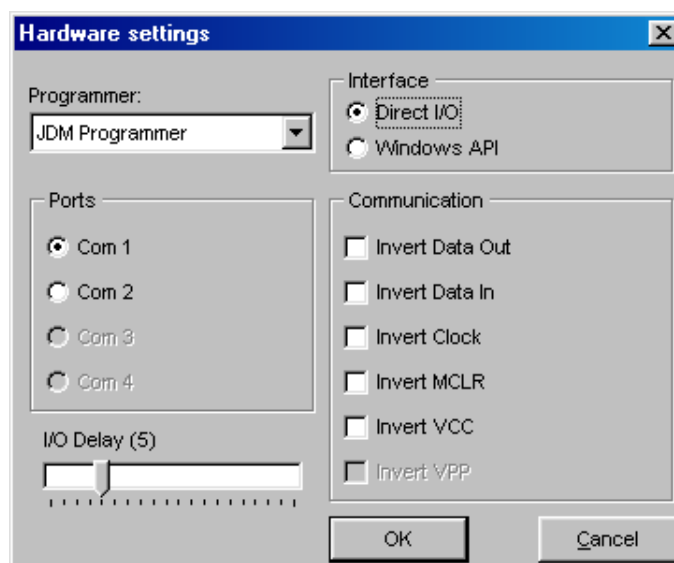 Hardware settings
Programmer:
JDM Programmer
Interface
Direct I/O
Windows API
Ports
Com 1
Com 2
Com 3
Com 4
I/O Delay (5)
Communication
Invert Data Out
Invert Data In
Invert Clock
Invert MCLR
Invert VCC
Invert VPP
OK
Cancel